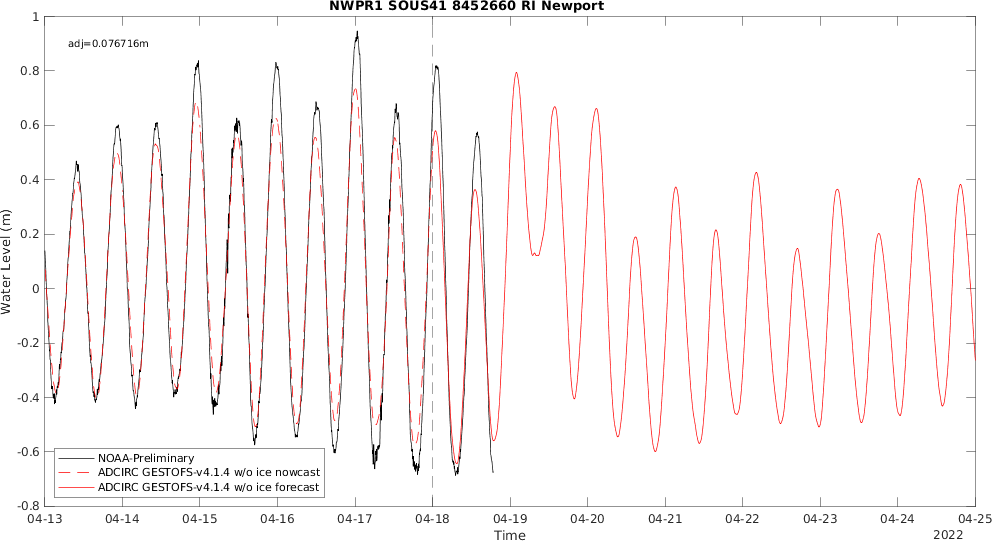 NWPR1 SOUS41 8452660 RI Newport
adj=0.076716m
Water Level (m)
1
0.8
0.6
0.4
0.2
0
-0.2
-0.4
-0.6
-0.8
NOAA-Preliminary
ADCIRC GESTOFS-v4.1.4 w/o ice nowcast
ADCIRC GESTOFS-v4.1.4 w/o ice forecast
04-13 04-14 04-15 04-16 04-17 04-18 04-19 04-20 04-21 04-22 04-23 04-24 04-25
Time
2022